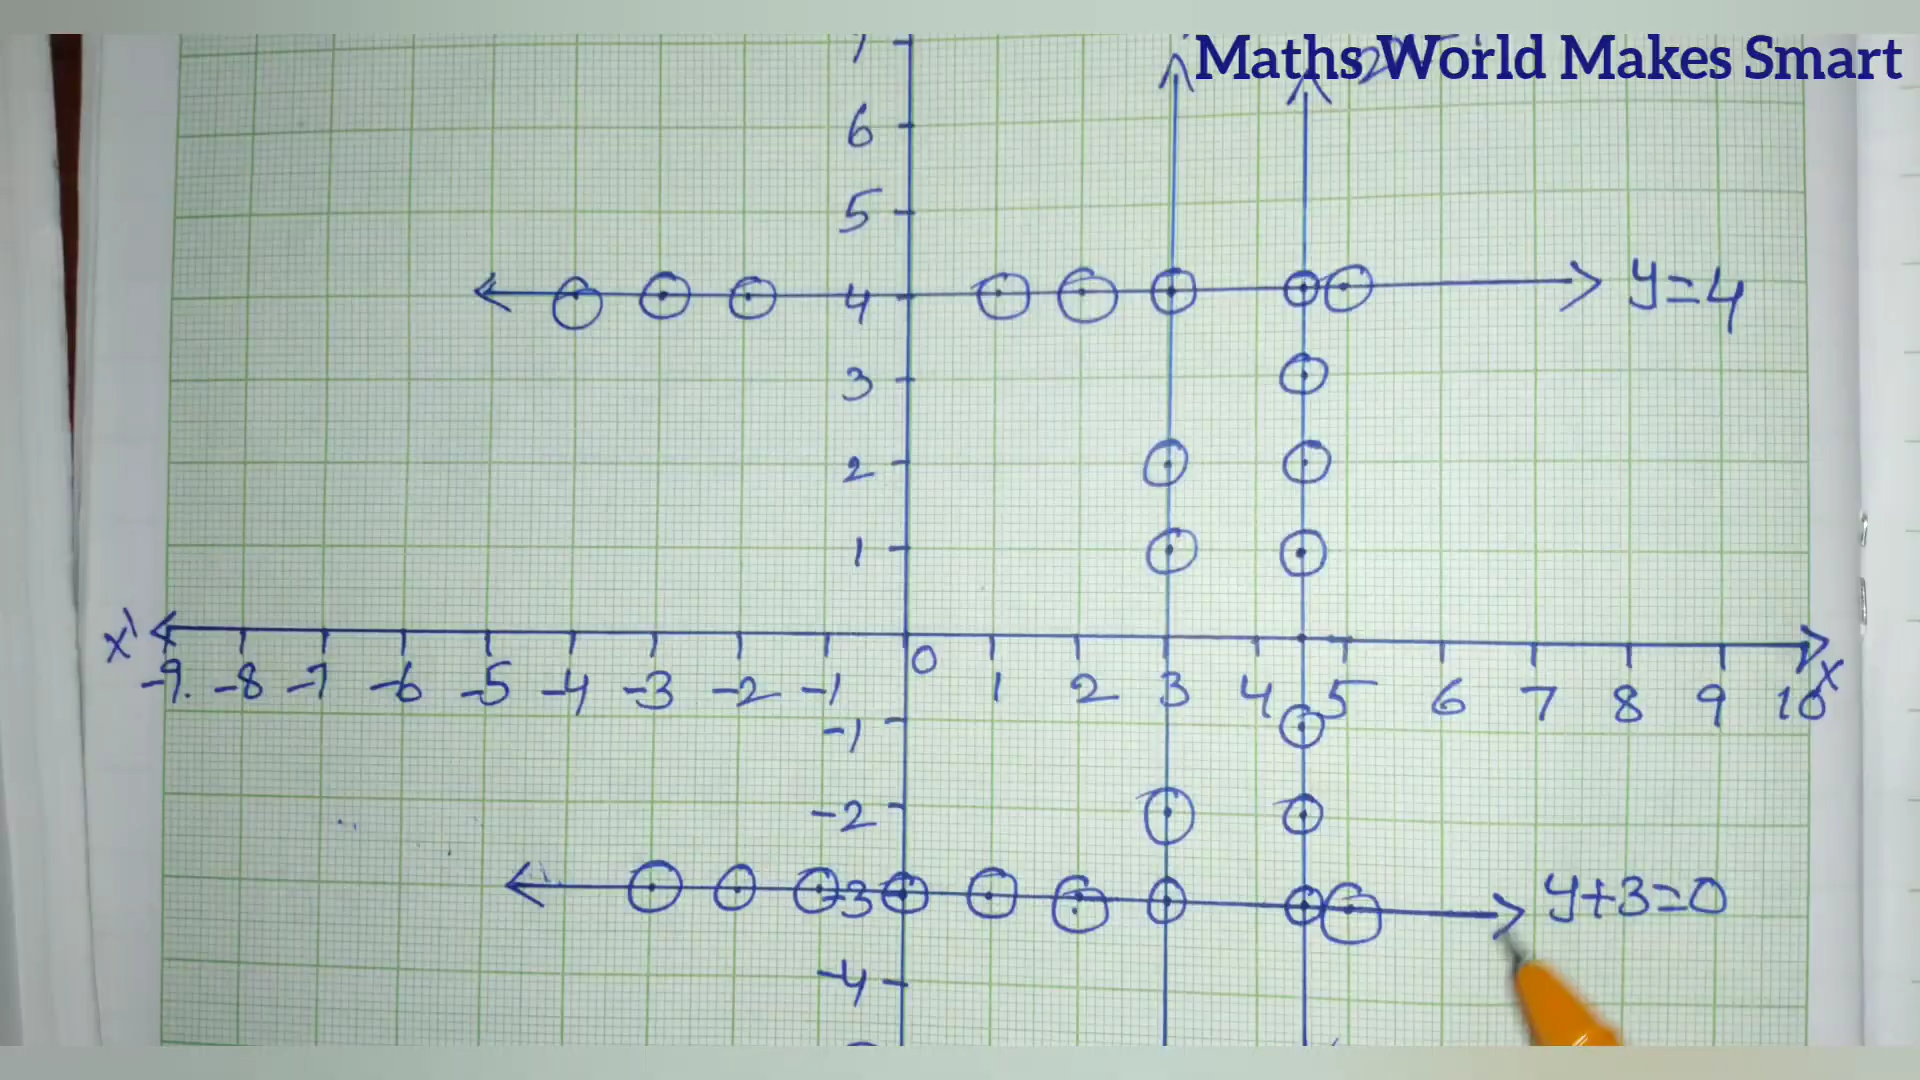 Maths World Makes Smart
7
6
5
4
y=4
3
2
1
x'
x
-9. -8 -7 -6 -5 -4 -3 -2 -1 0 1 2 3 4 5 6 7 8 9 10
-1
-2
-3
y+3=0
-4